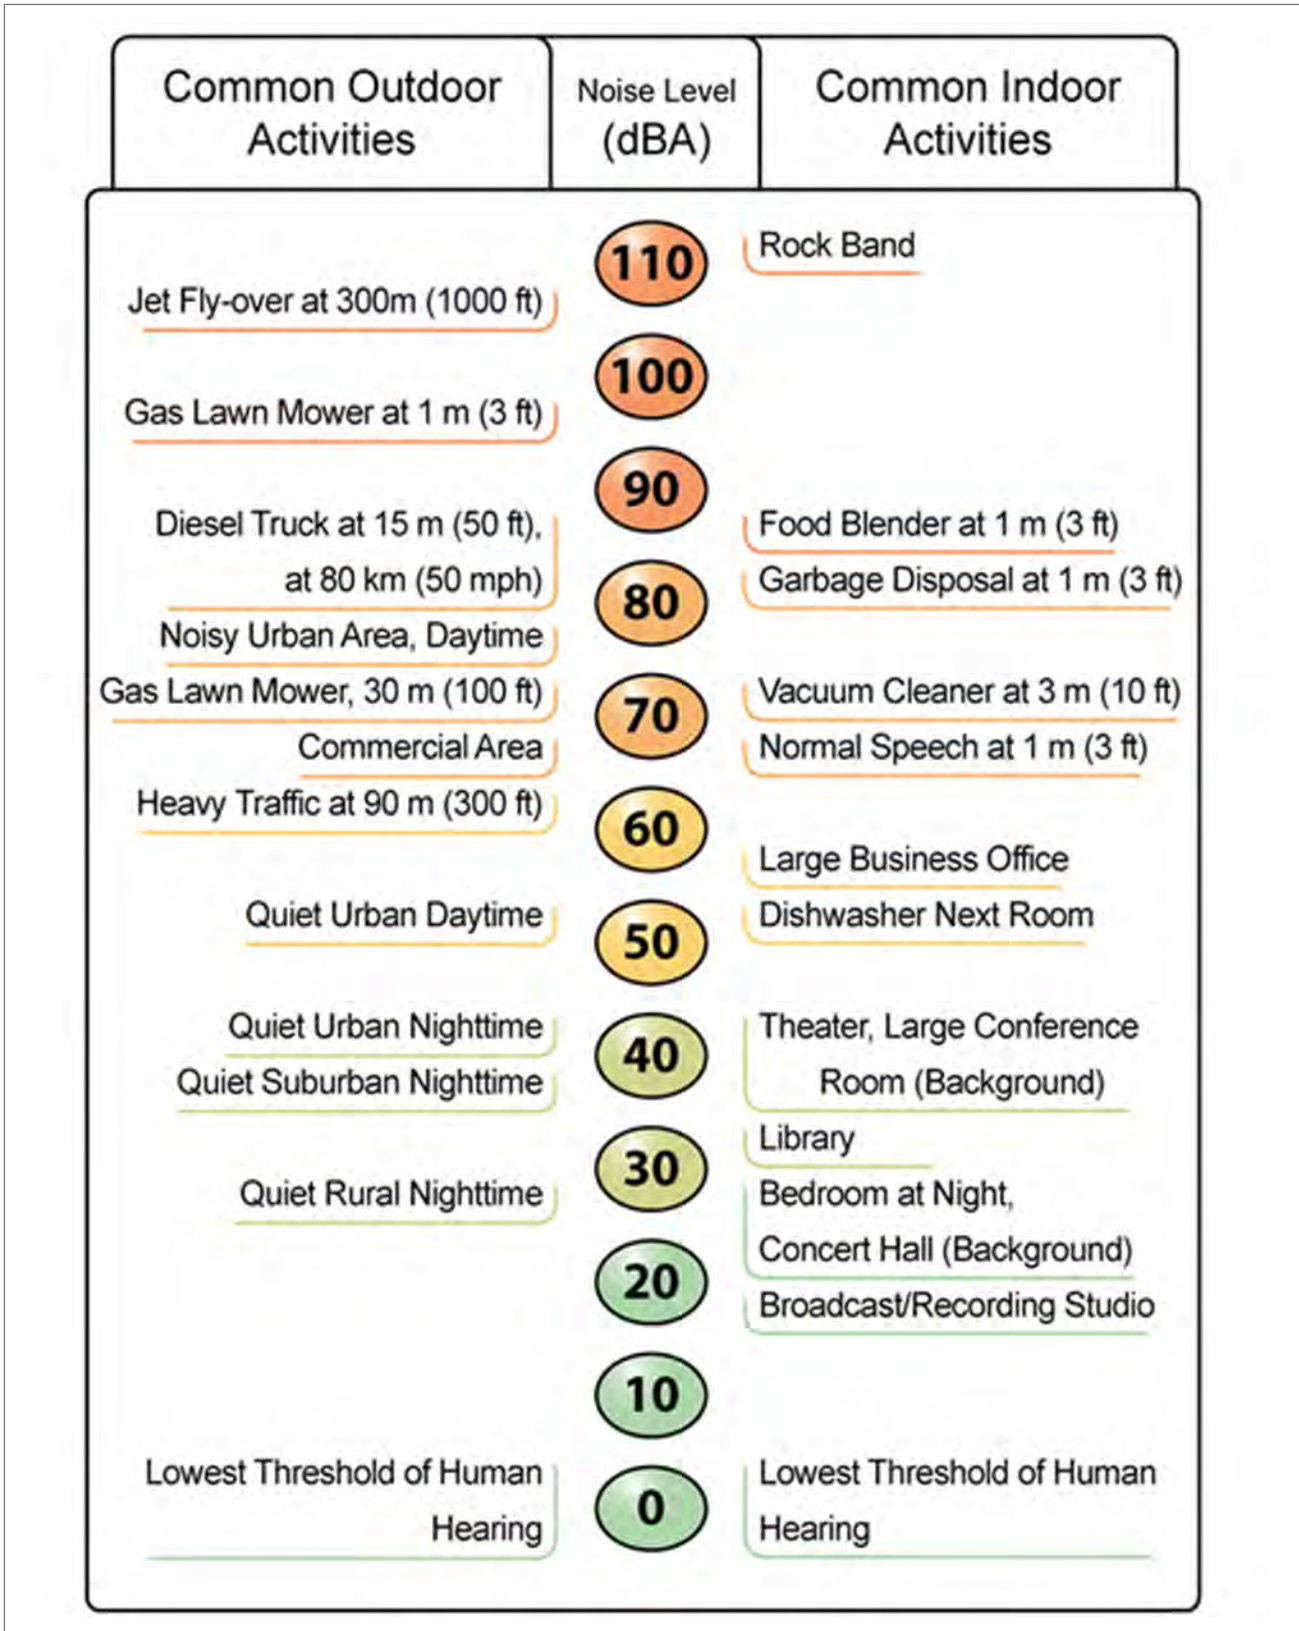 Common Outdoor
Activities
Noise Level
(dBA)
Common Indoor
Activities
110
Rock Band
Jet Fly-over at 300m (1000 ft)
100
Gas Lawn Mower at 1 m (3 ft)
90
Diesel Truck at 15 m (50 ft),
at 80 km (50 mph)
Food Blender at 1 m (3 ft)
80
Garbage Disposal at 1 m (3 ft)
Noisy Urban Area, Daytime
Gas Lawn Mower, 30 m (100 ft)
70
Vacuum Cleaner at 3 m (10 ft)
Commercial Area
Normal Speech at 1 m (3 ft)
Heavy Traffic at 90 m (300 ft)
60
Large Business Office
Quiet Urban Daytime
50
Dishwasher Next Room
Quiet Urban Nighttime
40
Theater, Large Conference
Room (Background)
Quiet Suburban Nighttime
Library
30
Quiet Rural Nighttime
Bedroom at Night,
Concert Hall (Background)
20
Broadcast/Recording Studio
10
Lowest Threshold of Human
Hearing
0
Lowest Threshold of Human
Hearing